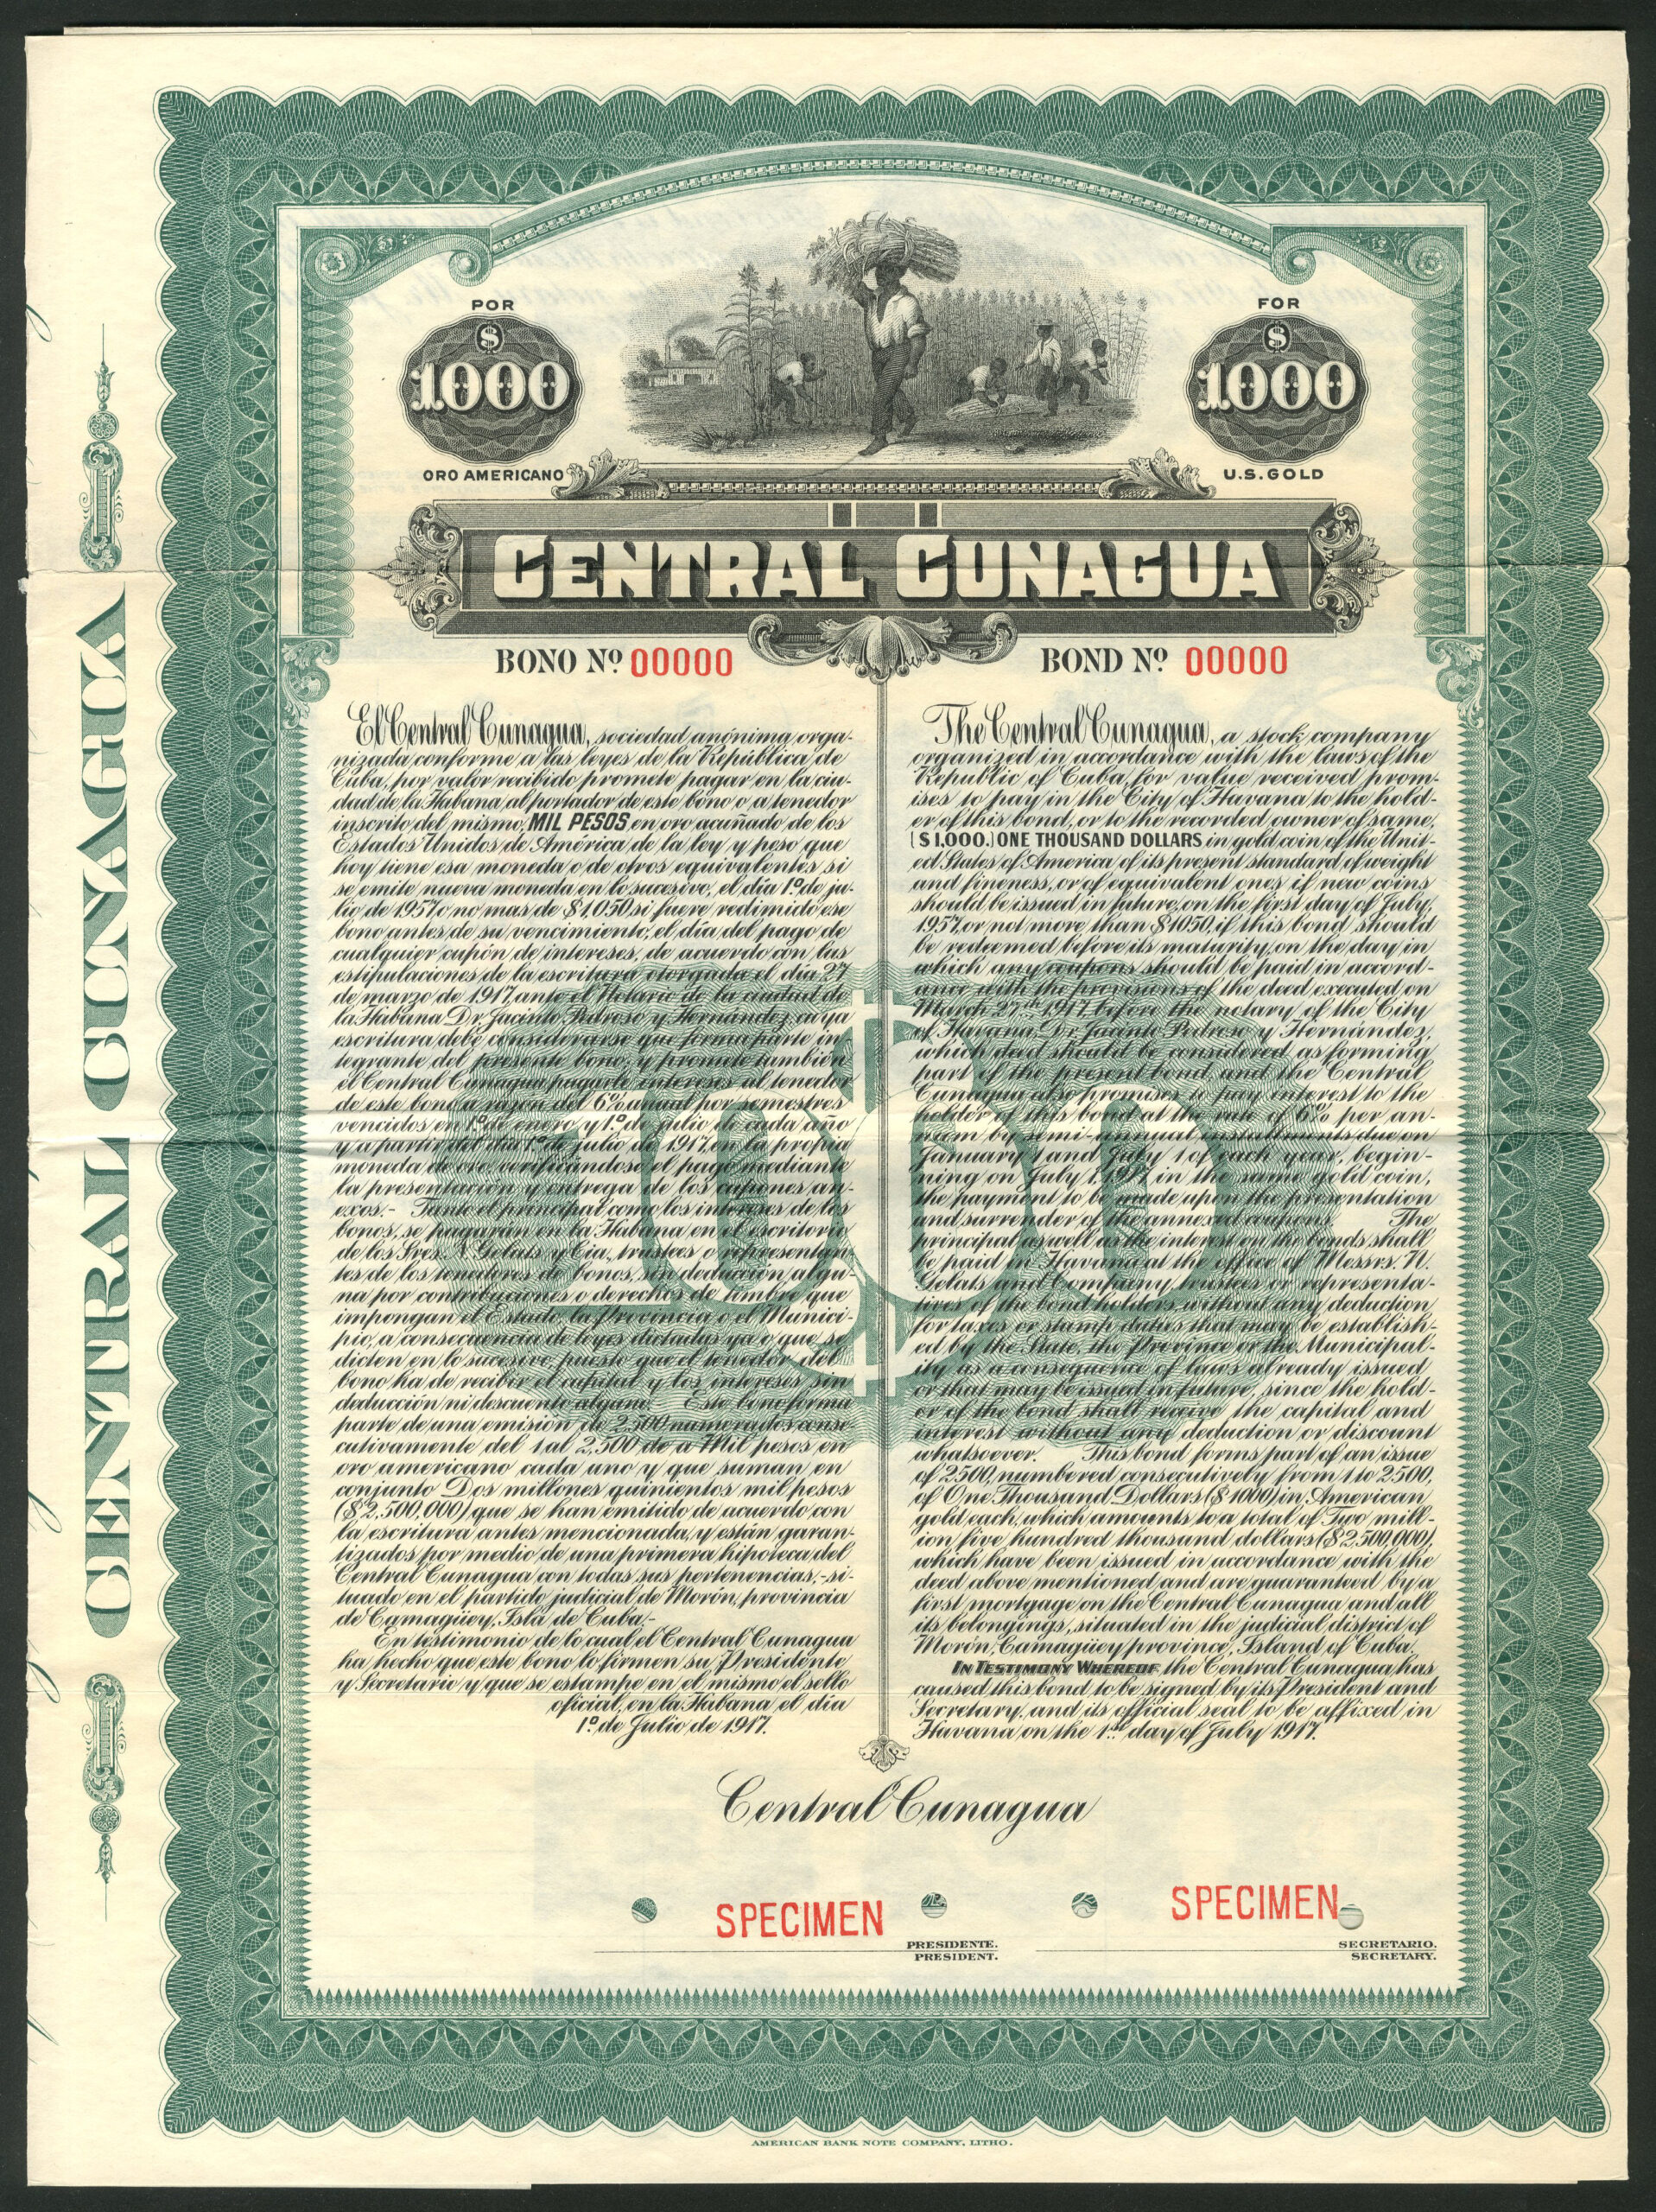 POR
$
1000
ORO AMERICANO
FOR
$
1000
U.S. GOLD
CENTRAL CUNAGUA
CENTRAL CUNAGUA
BONO Nº 00000
El Central Cunagua, sociedad anónima orga-
nizada conforme a las leyes de la República de
Cuba, por valor recibido promete pagar en la ciu-
dad de la Habana al portador de este bono o a tenedor
inscrito del mismo, MIL PESOS en oro acuñado de los
Estados Unidos de América de la ley y peso que
hoy tiene esa moneda o de otros equivalentes si
se emite nueva moneda en lo sucesivo, el día 1º de ju-
lio de 1957 o no mas de $1,050 si fuere redimido ese
bono antes de su vencimiento, el día del pago de
cualquier cupón de intereses, de acuerdo con las
estipulaciones de la escritura otorgada el día 27
de marzo de 1917, ante el Notario de la ciudad de
la Habana Dr. Jacinto Pedroso y Hernández, cuya
escritura debe considerarse que forma parte in-
tegrante del presente bono, y promete también
el Central Cunagua pagarle intereses al tenedor
de este bono a razón del 6% anual por semestres
vencidos en 1º de enero y 1º de julio de cada año
y a partir del día 1º de julio de 1917, en la propia
moneda de oro, verificándose el pago mediante
la presentación y entrega de los cupones an-
exos.- Tanto el principal como los intereses de los
bonos, se pagarán en la Habana en el escritorio
de los Sres. N. Gelats y Cía., trustees o representan-
tes de los tenedores de bonos, sin deducción algu-
na por contribuciones o derechos de timbre que
impongan el Estado, la Provincia o el Munici-
pio, a consecuencia de leyes dictadas ya o que se
dicten en lo sucesivo, puesto que el tenedor del
bono ha de recibir el capital y los intereses sin
deducción ni descuento alguno. Este bono forma
parte de una emisión de 2,500 numerados conse
cutivamente del 1 al 2,500 de a Mil pesos en
oro americano cada uno y que suman en
conjunto Dos millones quinientos mil pesos
($2,500,000) que se han emitido de acuerdo con
la escritura antes mencionada, y están garan-
tizados por medio de una primera hipoteca del
Central Cunagua con todas sus pertenencias,-si-
tuado en el partido judicial de Morón, provincia
de Camagüey, Isla de Cuba.-
En testimonio de lo cual el Central Cunagua
ha hecho que este bono lo firmen su Presidente
y Secretario y que se estampe en el mismo el sello
oficial, en la Habana el día
1º de Julio de 1917.
BOND Nº 00000
The Central Cunagua, a stock company
organized in accordance with the laws of the
Republic of Cuba, for value received prom-
ises to pay in the City of Havana to the hold-
er of this bond, or to the recorded owner of same,
($1,000.) ONE THOUSAND DOLLARS in gold coin of the Unit-
ed States of America of its present standard of weight
and fineness, or of equivalent ones if new coins
should be issued in future, on the first day of July,
1957, or not more than $1050, if this bond should
be redeemed before its maturity, on the day in
which any coupons should be paid in accord-
ance with the provisions of the deed executed on
March 27th 1917, before the notary of the City
of Havana, Dr. Jacinto Pedroso y Hernández,
which deed should be considered as forming
part of the present bond and the Central
Cunagua also promises to pay interest to the
holder of this bond at the rate of 6% per an-
num by semi-annual installments due on
January 1 and July 1 of each year, begin-
ning on July 1, 1917, in the same gold coin,
the payment to be made upon the presentation
and surrender of the annexed coupons. The
principal as well as the interest on the bonds shall
be paid in Havana at the office of Messrs. N.
Gelats and Company, trustees or representa-
tives of the bond holders, without any deduction
for taxes or stamp duties that may be establish-
ed by the State, the Province or the Municipal-
ity as a consequence of laws already issued
or that may be issued in future, since the hold-
er of the bond shall receive the capital and
interest without any deduction or discount
whatsoever. This bond forms part of an issue
of 2500, numbered consecutively from 1 to 2500,
of One Thousand Dollars ($1000) in American
gold each, which amounts to a total of Two mill-
ion five hundred thousand dollars ($2,500,000),
which have been issued in accordance with the
deed above mentioned and are guaranteed by a
first mortgage on the Central Cunagua and all
its belongings, situated in the judicial district of
Morón, Camagüey province, Island of Cuba.
IN TESTIMONY WHEREOF the Central Cunagua has
caused this bond to be signed by its President and
Secretary, and its official seal to be affixed in
Havana on the 1st day of July 1917.
Central Cunagua
SPECIMEN
PRESIDENTE.
PRESIDENT.
SPECIMEN
SECRETARIO.
SECRETARY.
AMERICAN BANK NOTE COMPANY, LITHO.